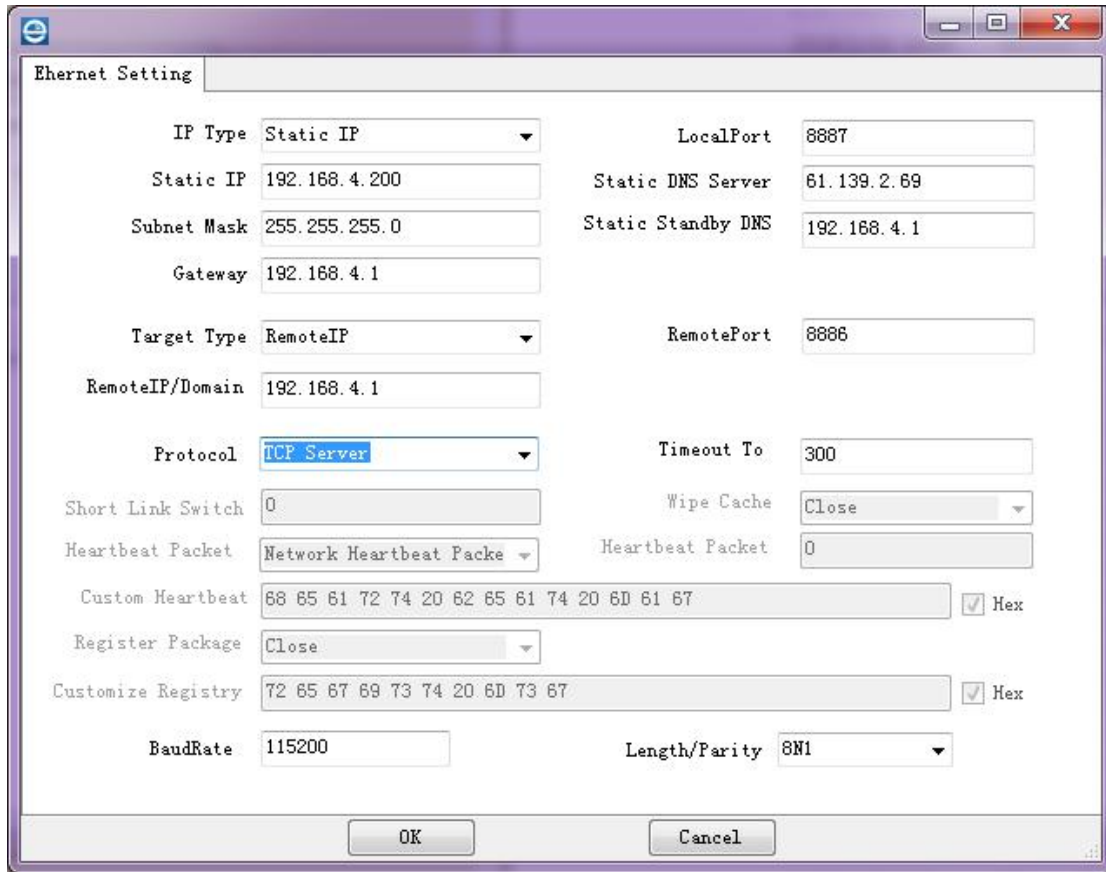 Ehernet Setting
IP Type Static IP LocalPort 8887
Static IP 192.168.4.200 Static DNS Server 61.139.2.69
Subnet Mask 255.255.255.0 Static Standby DNS 192.168.4.1
Gateway 192.168.4.1
Target Type RemoteIP RemotePort 8886
RemoteIP/Domain 192.168.4.1
Protocol TCP Server Timeout To 300
Short Link Switch 0 Wipe Cache Close
Heartbeat Packet Network Heartbeat Packe Heartbeat Packet 0
Custom Heartbeat 68 65 61 72 74 20 62 65 61 74 20 6D 61 67 Hex
Register Package Close
Customize Registry 72 65 67 69 73 74 20 6D 73 67 Hex
BaudRate 115200 Length/Parity 8N1
OK Cancel